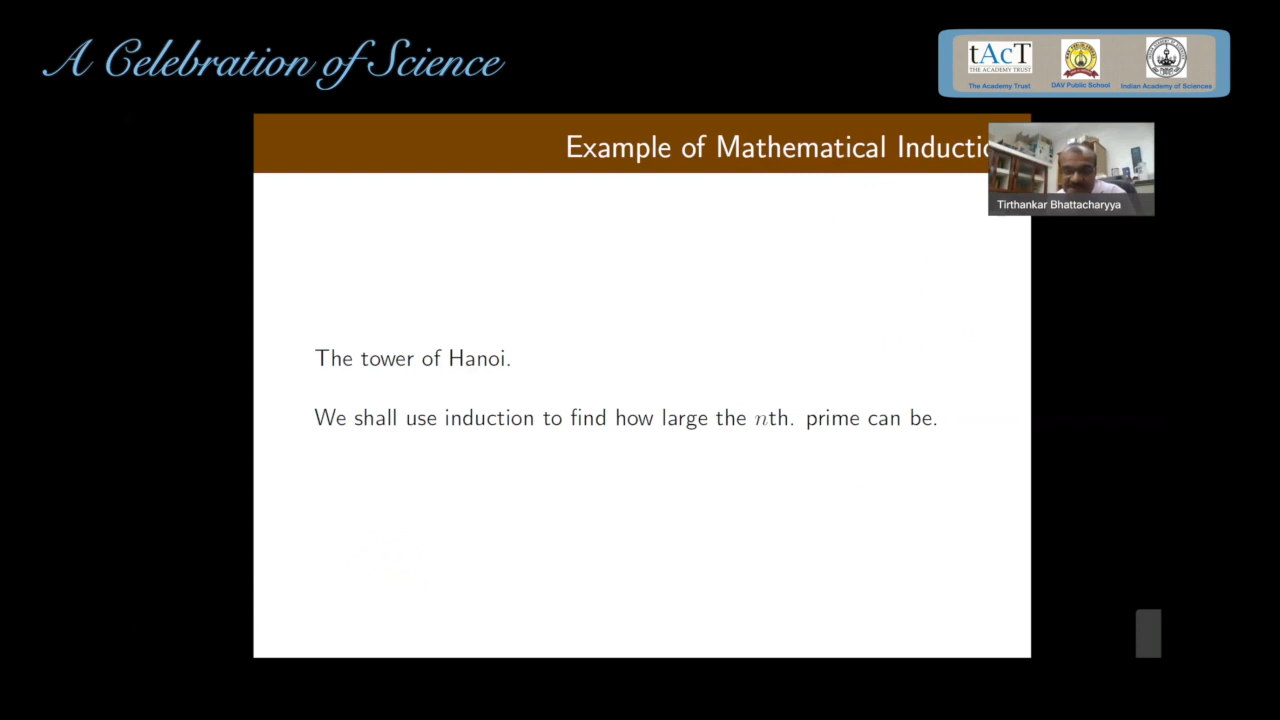 A Celebration of Science
tAcT
THE ACADEMY TRUST
The Academy Trust
DAV Public School
Indian Academy of Sciences
Example of Mathematical Inductio
Tirthankar Bhattacharyya
The tower of Hanoi.
We shall use induction to find how large the nth. prime can be.